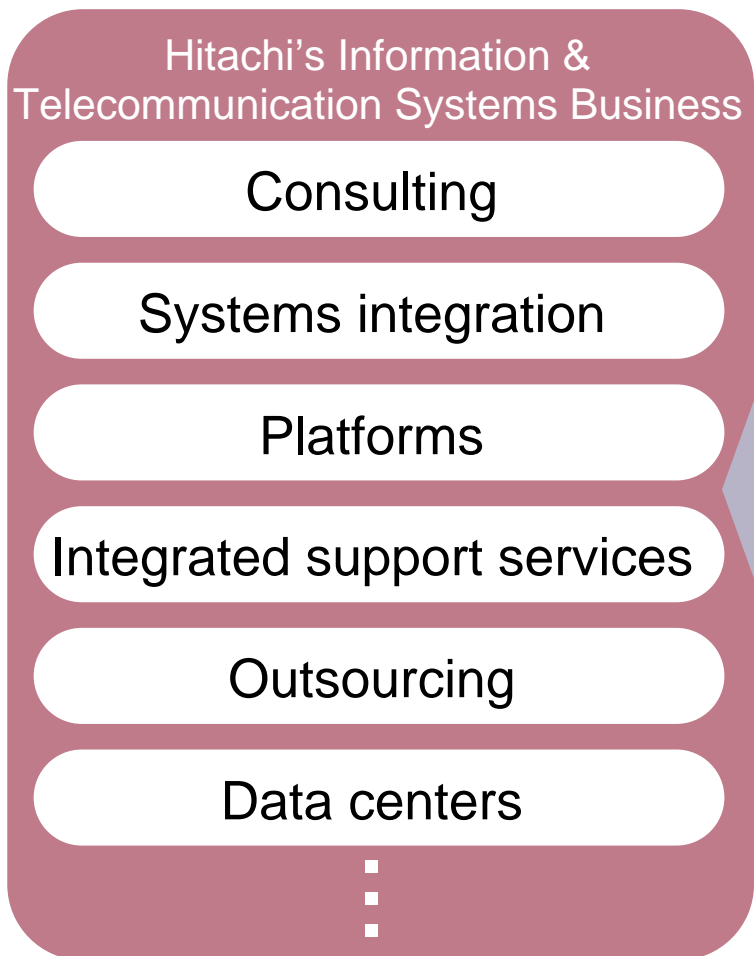 Hitachi’s Information &
Telecommunication Systems Business
Consulting
Systems integration
Platforms
Integrated support services
Outsourcing
Data centers